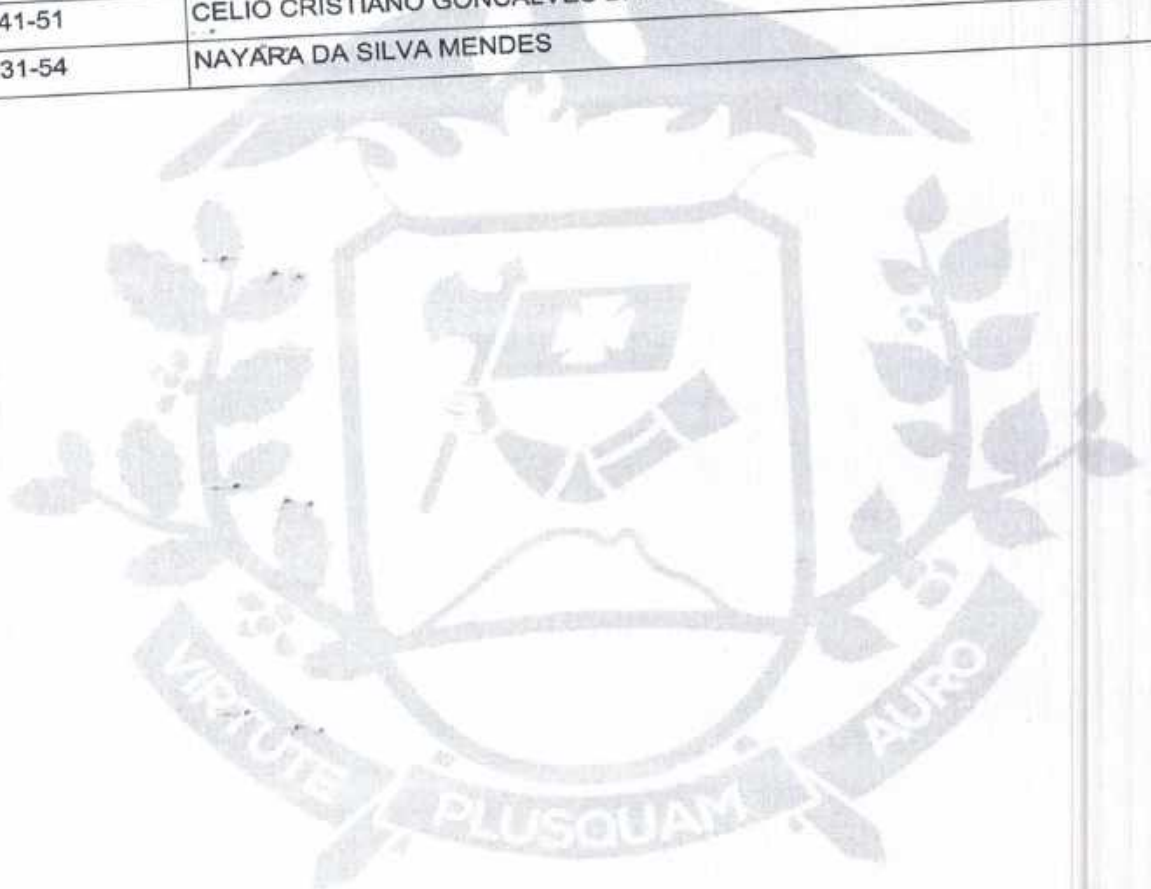 41-51 CELIO CRISTIANO
31-54 NAYARA DA SILVA MENDES
VIRTUTE PLUSQUAM AURO